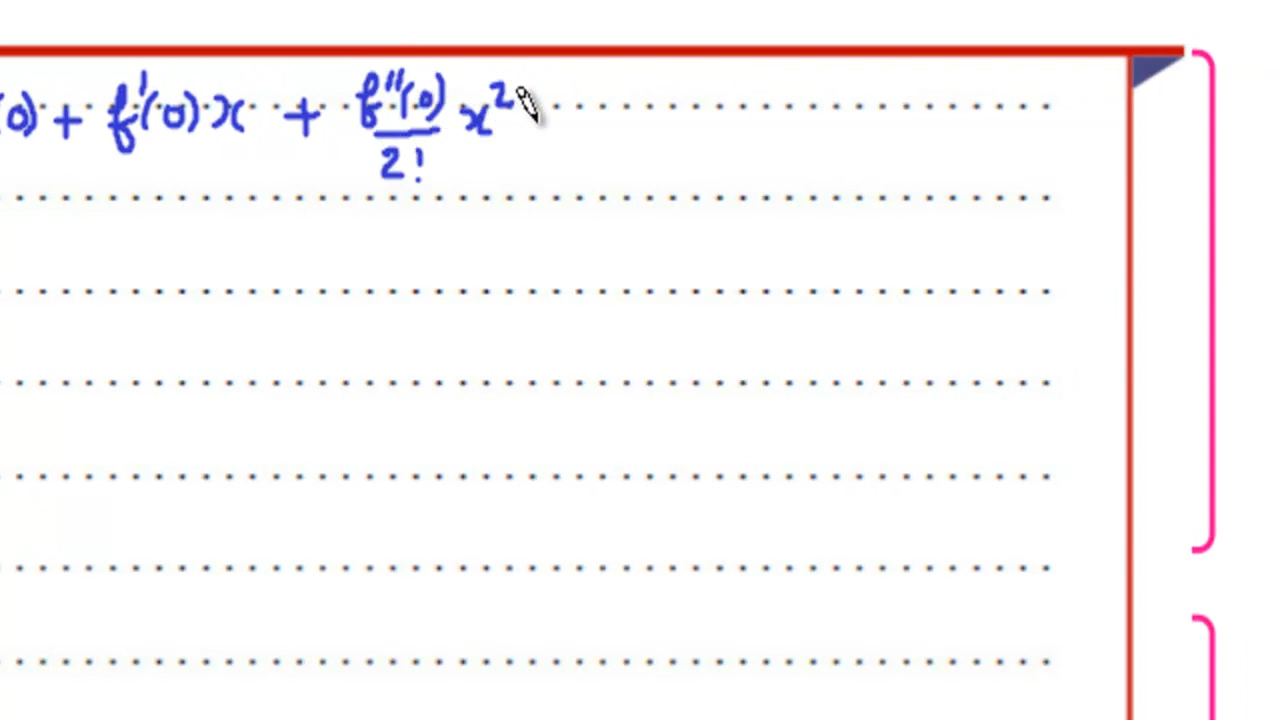 (0) + f'(0)x + f''(0)/2! x²